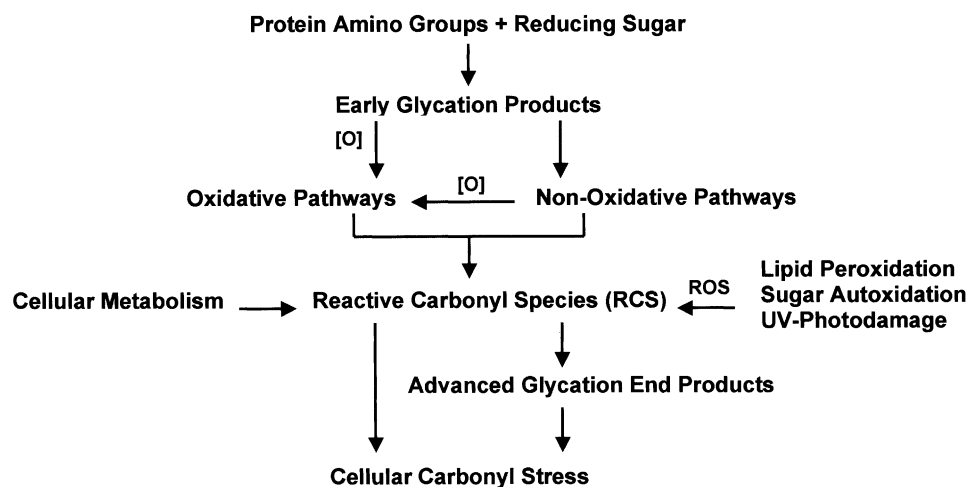 Protein Amino Groups + Reducing Sugar
Early Glycation Products
[O]
Oxidative Pathways
[O]
Non-Oxidative Pathways
Cellular Metabolism
Reactive Carbonyl Species (RCS)
ROS
Lipid Peroxidation
Sugar Autoxidation
UV-Photodamage
Advanced Glycation End Products
Cellular Carbonyl Stress